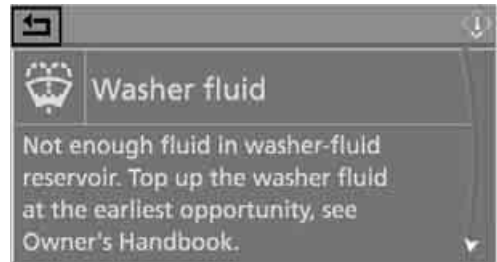 Washer fluid
Not enough fluid in washer-fluid
reservoir. Top up the washer fluid
at the earliest opportunity, see
Owner's Handbook.